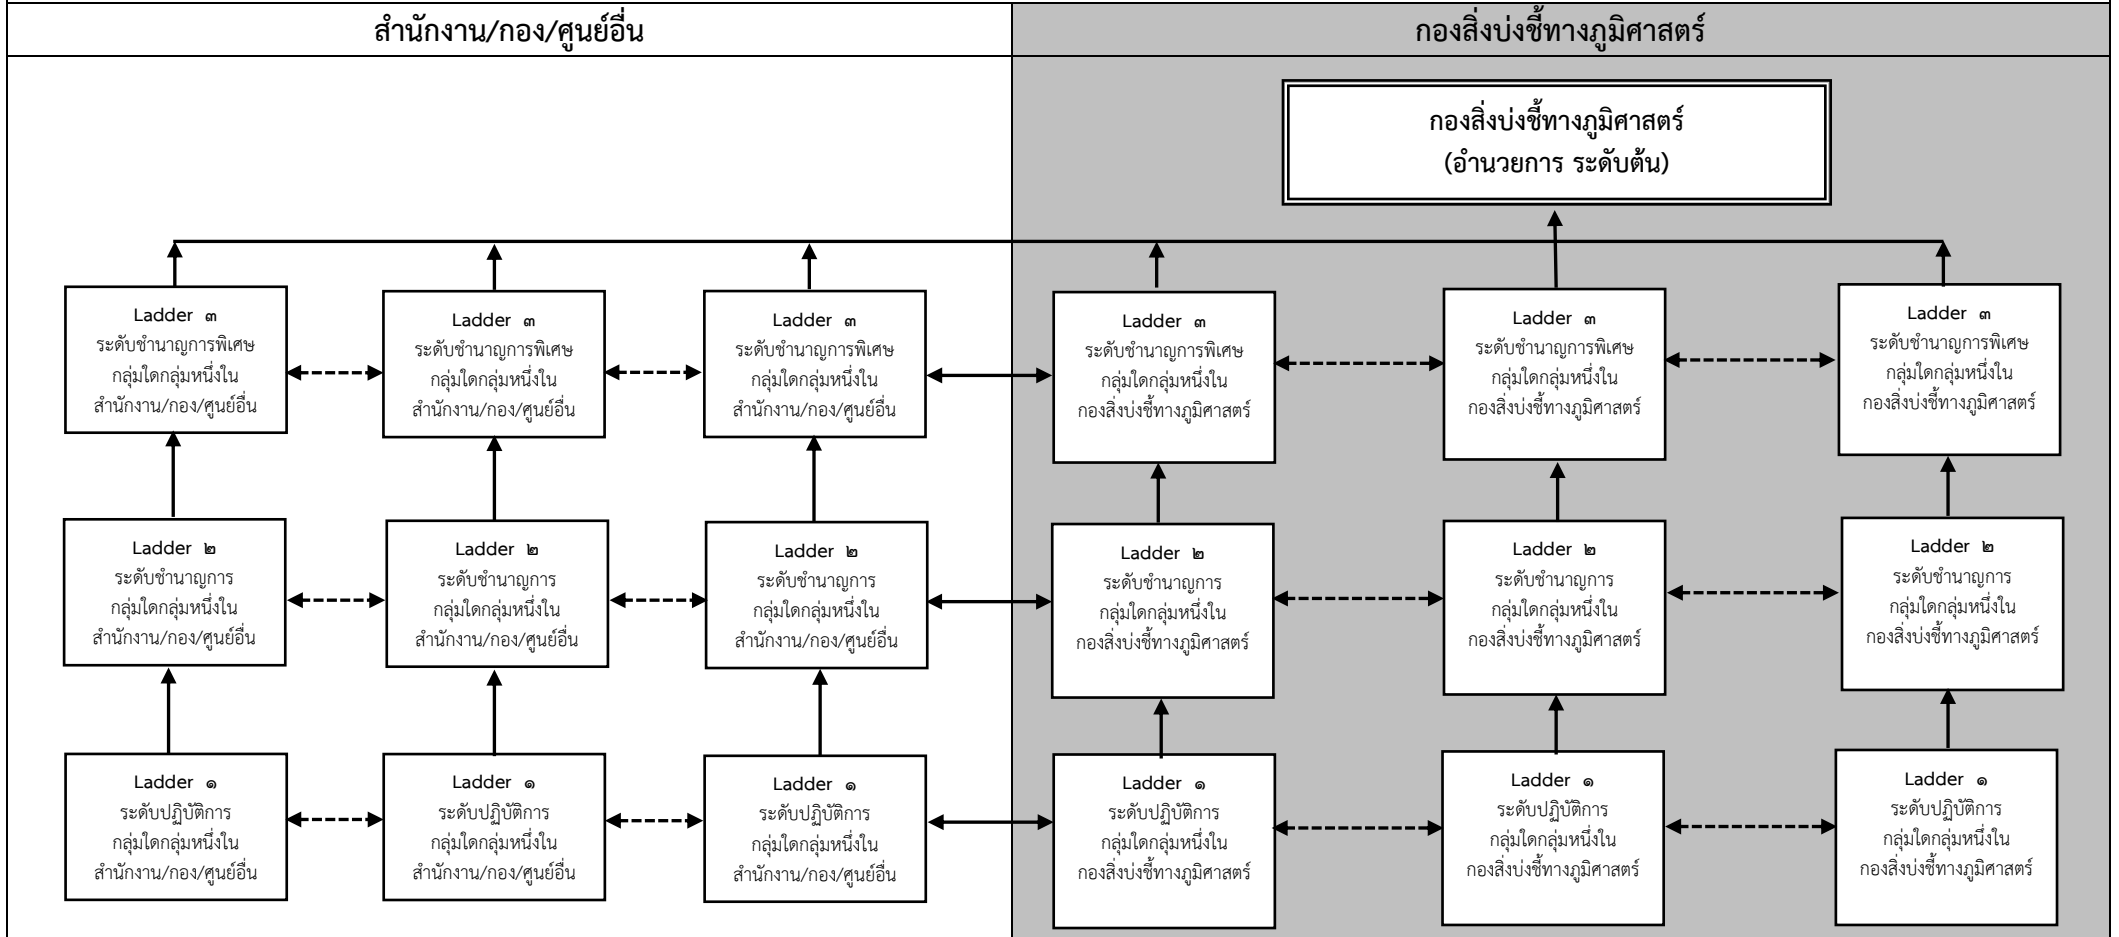 สำนักงาน/กอง/ศูนย์อื่น
กองสิ่งบ่งชี้ทางภูมิศาสตร์
กองสิ่งบ่งชี้ทางภูมิศาสตร์
(อำนวยการ ระดับต้น)
Ladder ๓
ระดับชำนาญการพิเศษ
กลุ่มใดกลุ่มหนึ่งใน
สำนักงาน/กอง/ศูนย์อื่น
Ladder ๓
ระดับชำนาญการพิเศษ
กลุ่มใดกลุ่มหนึ่งใน
สำนักงาน/กอง/ศูนย์อื่น
Ladder ๓
ระดับชำนาญการพิเศษ
กลุ่มใดกลุ่มหนึ่งใน
สำนักงาน/กอง/ศูนย์อื่น
Ladder ๓
ระดับชำนาญการพิเศษ
กลุ่มใดกลุ่มหนึ่งใน
กองสิ่งบ่งชี้ทางภูมิศาสตร์
Ladder ๓
ระดับชำนาญการพิเศษ
กลุ่มใดกลุ่มหนึ่งใน
กองสิ่งบ่งชี้ทางภูมิศาสตร์
Ladder ๓
ระดับชำนาญการพิเศษ
กลุ่มใดกลุ่มหนึ่งใน
กองสิ่งบ่งชี้ทางภูมิศาสตร์
Ladder ๒
ระดับชำนาญการ
กลุ่มใดกลุ่มหนึ่งใน
สำนักงาน/กอง/ศูนย์อื่น
Ladder ๒
ระดับชำนาญการ
กลุ่มใดกลุ่มหนึ่งใน
สำนักงาน/กอง/ศูนย์อื่น
Ladder ๒
ระดับชำนาญการ
กลุ่มใดกลุ่มหนึ่งใน
สำนักงาน/กอง/ศูนย์อื่น
Ladder ๒
ระดับชำนาญการ
กลุ่มใดกลุ่มหนึ่งใน
กองสิ่งบ่งชี้ทางภูมิศาสตร์
Ladder ๒
ระดับชำนาญการ
กลุ่มใดกลุ่มหนึ่งใน
กองสิ่งบ่งชี้ทางภูมิศาสตร์
Ladder ๒
ระดับชำนาญการ
กลุ่มใดกลุ่มหนึ่งใน
กองสิ่งบ่งชี้ทางภูมิศาสตร์
Ladder ๑
ระดับปฏิบัติการ
กลุ่มใดกลุ่มหนึ่งใน
สำนักงาน/กอง/ศูนย์อื่น
Ladder ๑
ระดับปฏิบัติการ
กลุ่มใดกลุ่มหนึ่งใน
สำนักงาน/กอง/ศูนย์อื่น
Ladder ๑
ระดับปฏิบัติการ
กลุ่มใดกลุ่มหนึ่งใน
สำนักงาน/กอง/ศูนย์อื่น
Ladder ๑
ระดับปฏิบัติการ
กลุ่มใดกลุ่มหนึ่งใน
กองสิ่งบ่งชี้ทางภูมิศาสตร์
Ladder ๑
ระดับปฏิบัติการ
กลุ่มใดกลุ่มหนึ่งใน
กองสิ่งบ่งชี้ทางภูมิศาสตร์
Ladder ๑
ระดับปฏิบัติการ
กลุ่มใดกลุ่มหนึ่งใน
กองสิ่งบ่งชี้ทางภูมิศาสตร์